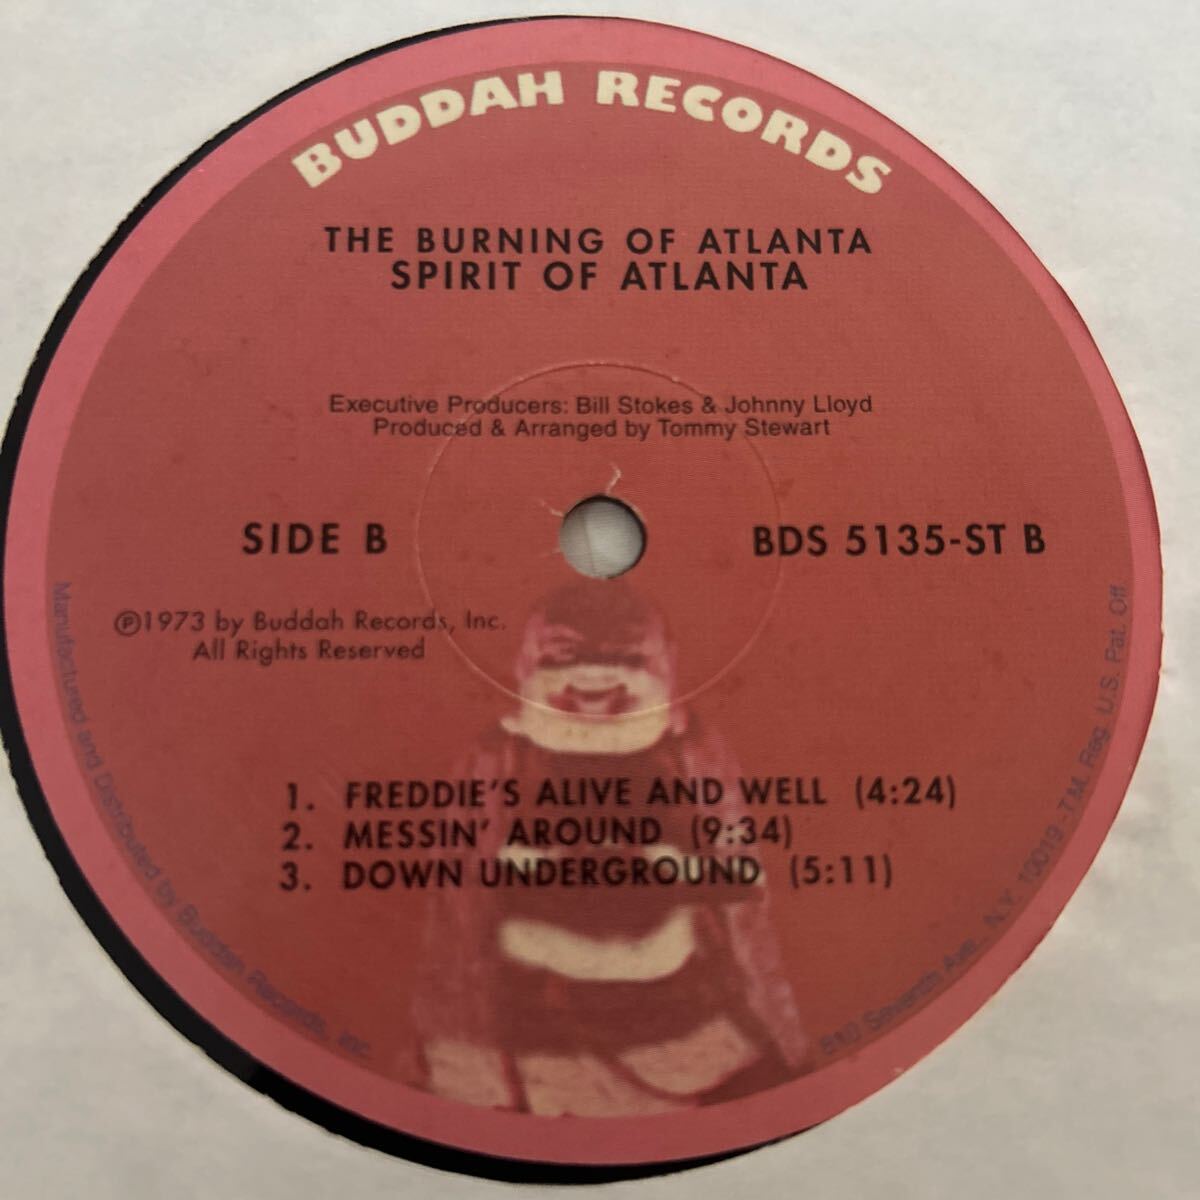 BUDDAH RECORDS
THE BURNING OF ATLANTA
SPIRIT OF ATLANTA
Executive Producers: Bill Stokes & Johnny Lloyd
Produced & Arranged by Tommy Stewart
SIDE B
BDS 5135-ST B
℗1973 by Buddah Records, Inc.
All Rights Reserved
1. FREDDIE'S ALIVE AND WELL (4:24)
2. MESSIN' AROUND (9:34)
3. DOWN UNDERGROUND (5:11)
Manufactured and Distributed by Buddah Records, Inc.
Ave., N.Y. 10019 - T.M. Reg. U.S. Pat. Off